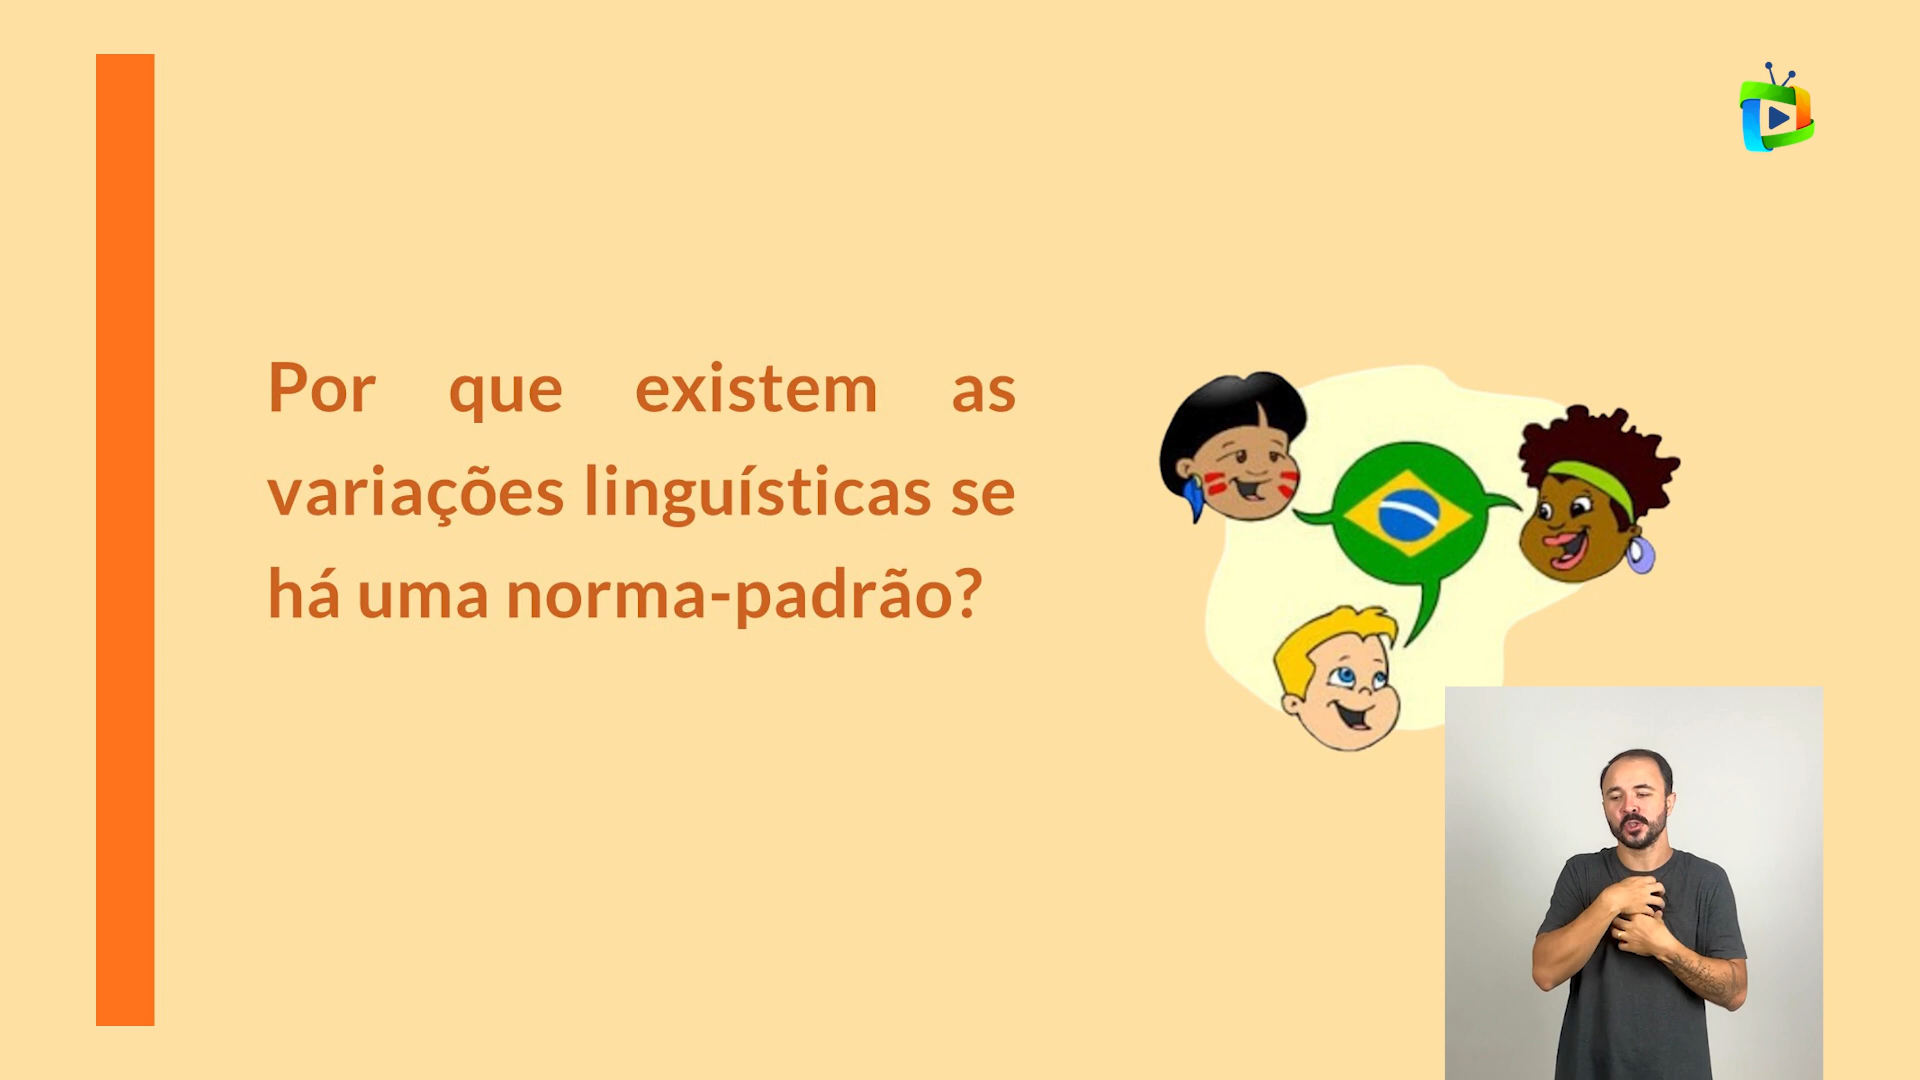 Por que existem as
variações linguísticas se
há uma norma-padrão?